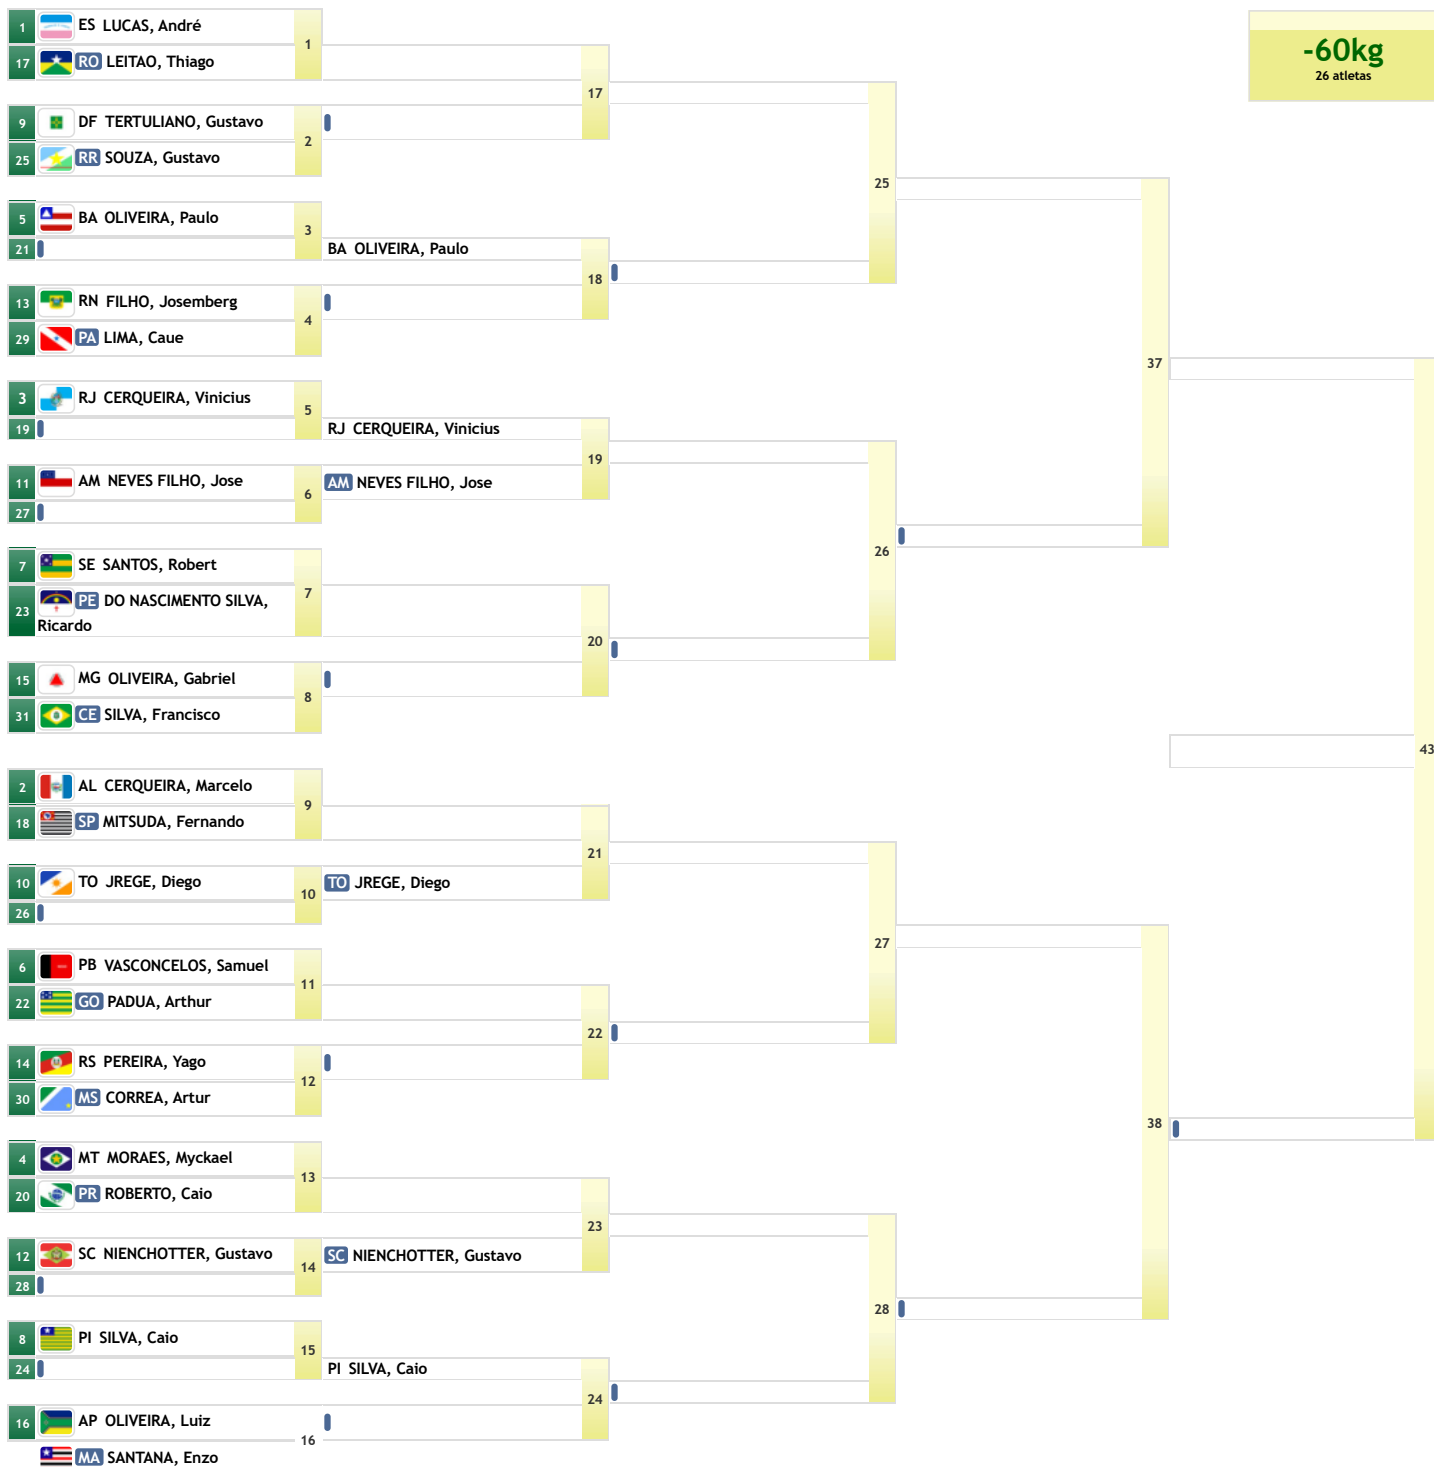 1 ES LUCAS, André
1
17 RO LEITAO, Thiago
17
-60kg
26 atletas
9 DF TERTULIANO, Gustavo
2
25 RR SOUZA, Gustavo
25
5 BA OLIVEIRA, Paulo
3
21
BA OLIVEIRA, Paulo
18
13 RN FILHO, Josemberg
4
29 PA LIMA, Caue
37
3 RJ CERQUEIRA, Vinicius
5
19
RJ CERQUEIRA, Vinicius
19
11 AM NEVES FILHO, Jose
6
AM NEVES FILHO, Jose
27
26
7 SE SANTOS, Robert
7
23 PE DO NASCIMENTO SILVA,
Ricardo
20
15 MG OLIVEIRA, Gabriel
8
31 CE SILVA, Francisco
43
2 AL CERQUEIRA, Marcelo
9
18 SP MITSUDA, Fernando
21
10 TO JREGE, Diego
10
TO JREGE, Diego
26
27
6 PB VASCONCELOS, Samuel
11
22 GO PADUA, Arthur
22
14 RS PEREIRA, Yago
12
30 MS CORREA, Artur
38
4 MT MORAES, Myckael
13
20 PR ROBERTO, Caio
23
12 SC NIENCHOTTER, Gustavo
14
SC NIENCHOTTER, Gustavo
28
28
8 PI SILVA, Caio
15
24
PI SILVA, Caio
24
16 AP OLIVEIRA, Luiz
16
MA SANTANA, Enzo